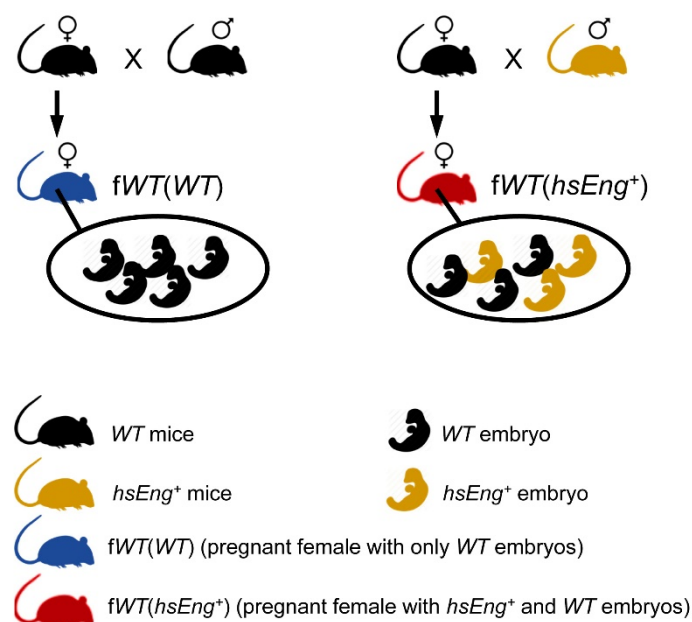 ♀ X ♂ ♀ X ♂
♀ fWT(WT) ♀ fWT(hsEng⁺)
WT mice WT embryo
hsEng⁺ mice hsEng⁺ embryo
fWT(WT) (pregnant female with only WT embryos)
fWT(hsEng⁺) (pregnant female with hsEng⁺ and WT embryos)